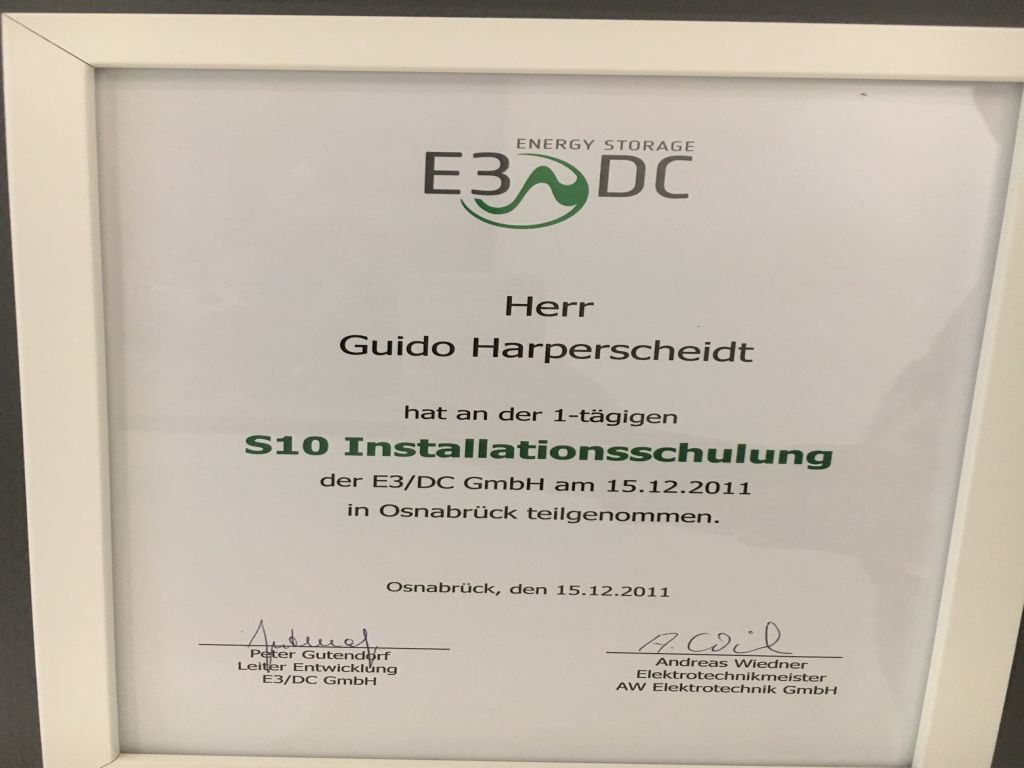 ENERGY STORAGE
E3 DC
Herr
Guido Harperscheidt
hat an der 1-tägigen
S10 Installationsschulung
der E3/DC GmbH am 15.12.2011
in Osnabrück teilgenommen.
Osnabrück, den 15.12.2011
Peter Gutendorf
Leiter Entwicklung
E3/DC GmbH
Andreas Wiedner
Elektrotechnikmeister
AW Elektrotechnik GmbH